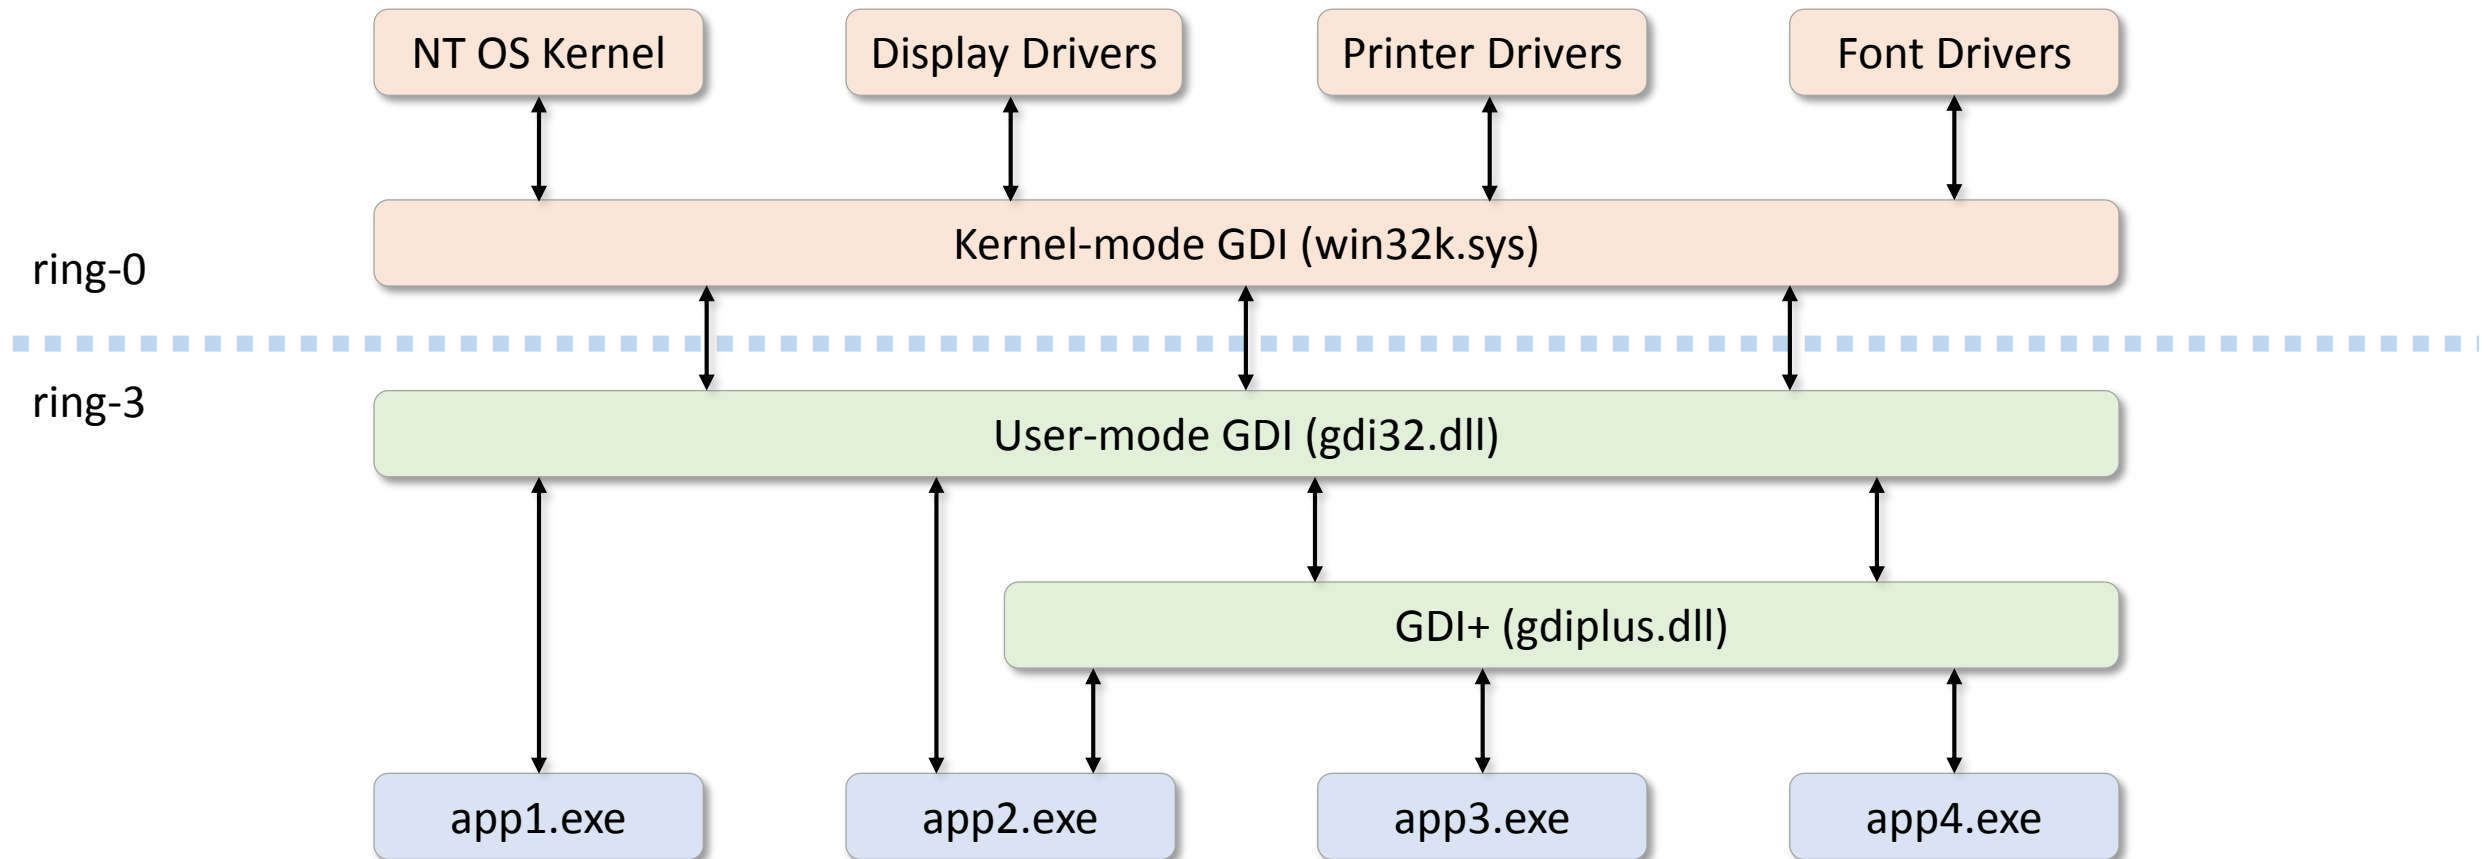 NT OS Kernel
Display Drivers
Printer Drivers
Font Drivers
Kernel-mode GDI (win32k.sys)
ring-0
ring-3
User-mode GDI (gdi32.dll)
GDI+ (gdiplus.dll)
app1.exe
app2.exe
app3.exe
app4.exe